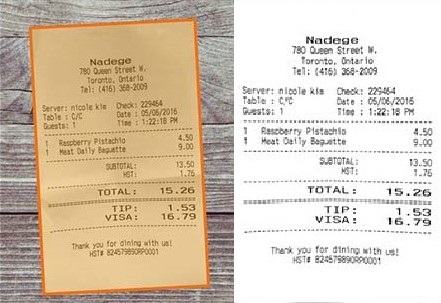 Nadege
780 Queen Street W.
Toronto, Ontario
Tel: (416) 368-2009
Server: nicole kim Check: 229464
Table : C/C Date : 05/06/2016
Guests: 1 Time : 1:22:18 PM
1 Raspberry Pistachio 4.50
1 Meat Daily Baguette 9.00
SUBTOTAL: 13.50
HST: 1.76
TOTAL: 15.26
TIP: 1.53
VISA: 16.79
Thank you for dining with us!
HST# 824579890RP0001
Nadege
780 Queen Street W.
Toronto, Ontario
Tel: (416) 368-2009
Server: nicole kim Check: 229464
Table : C/C Date : 05/06/2016
Guests: 1 Time : 1:22:18 PM
1 Raspberry Pistachio 4.50
1 Meat Daily Baguette 9.00
SUBTOTAL: 13.50
HST: 1.76
TOTAL: 15.26
TIP: 1.53
VISA: 16.79
Thank you for dining with us!
HST# 824579890RP0001